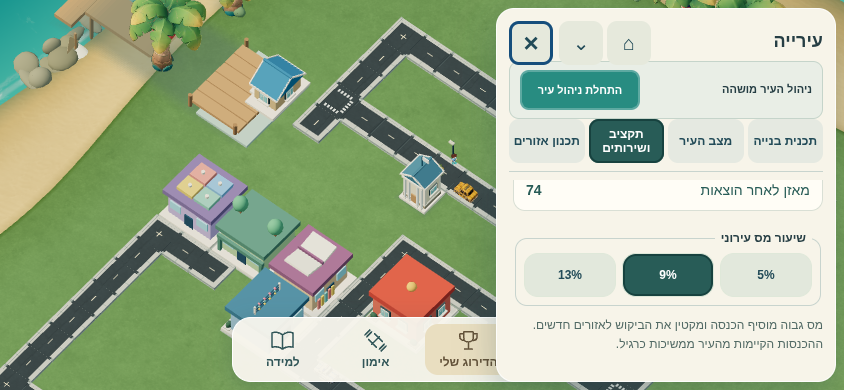 עירייה
ניהול העיר מושהה
התחלת ניהול עיר
תכנית בנייה
מצב העיר
תקציב
ושירותים
תכנון אזורים
מאזן לאחר הוצאות
74
שיעור מס עירוני
5%
9%
13%
מס גבוה מוסיף הכנסה ומקטין את הביקוש לאזורים חדשים.
ההכנסות הקיימות מהעיר ממשיכות כרגיל.
הדירוג שלי
אימון
למידה